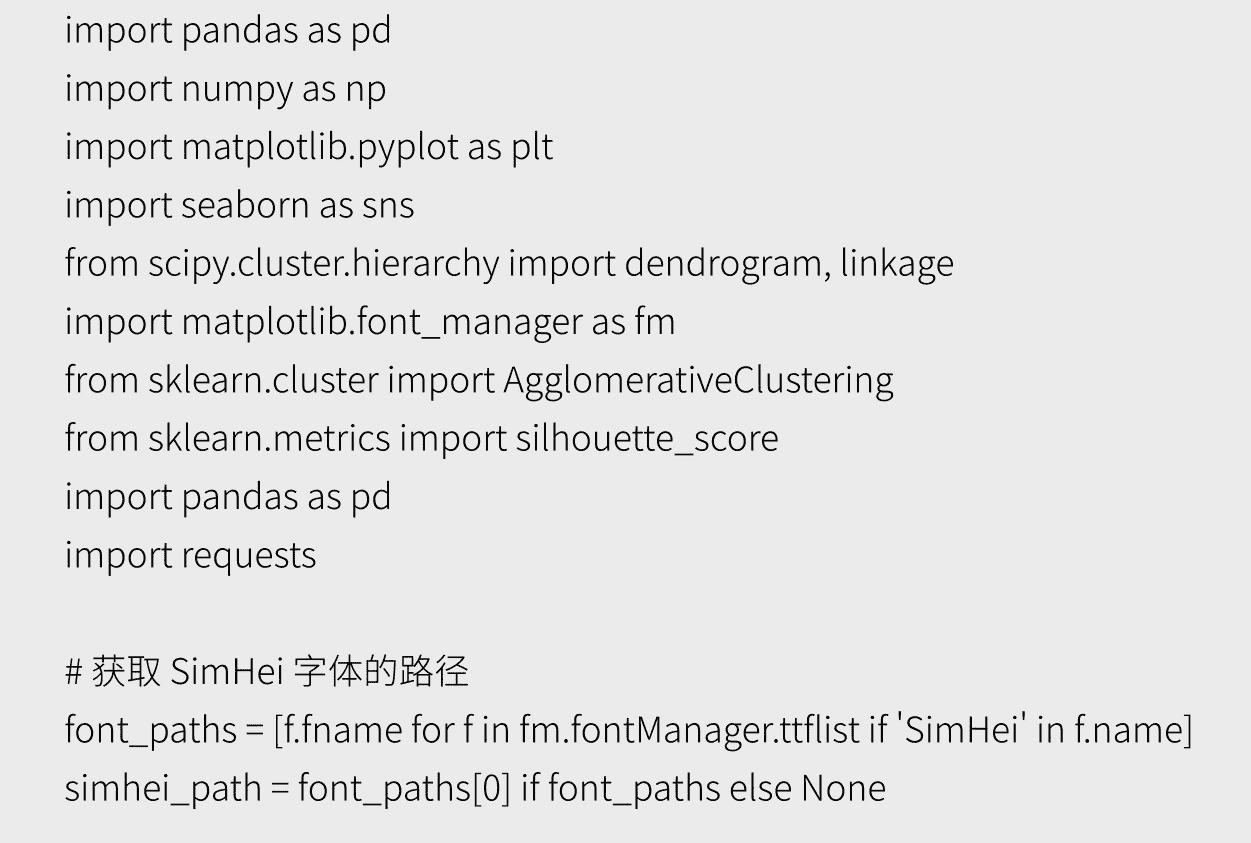 import pandas as pd
import numpy as np
import matplotlib.pyplot as plt
import seaborn as sns
from scipy.cluster.hierarchy import dendrogram, linkage
import matplotlib.font_manager as fm
from sklearn.cluster import AgglomerativeClustering
from sklearn.metrics import silhouette_score
import pandas as pd
import requests
# 获取 SimHei 字体的路径
font_paths = [f.fname for f in fm.fontManager.ttflist if 'SimHei' in f.name]
simhei_path = font_paths[0] if font_paths else None